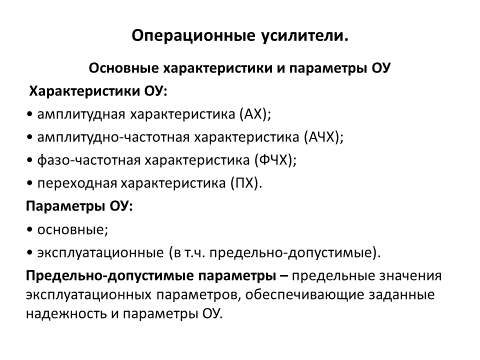 Операционные усилители.
Основные характеристики и параметры ОУ
Характеристики ОУ:
• амплитудная характеристика (АХ);
• амплитудно-частотная характеристика (АЧХ);
• фазо-частотная характеристика (ФЧХ);
• переходная характеристика (ПХ).
Параметры ОУ:
• основные;
• эксплуатационные (в т.ч. предельно-допустимые).
Предельно-допустимые параметры – предельные значения
эксплуатационных параметров, обеспечивающие заданные
надежность и параметры ОУ.